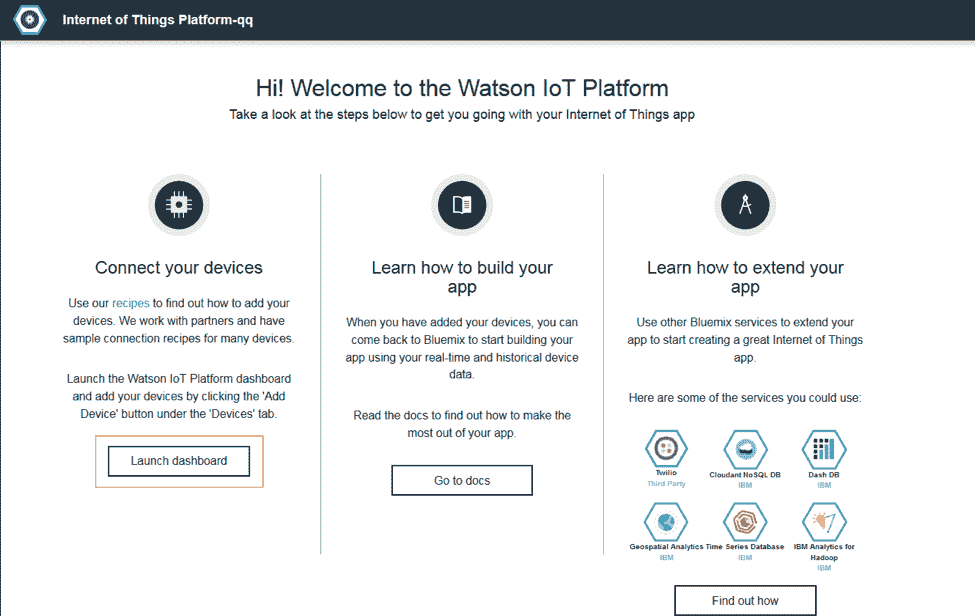 Internet of Things Platform-qq
Hi! Welcome to the Watson IoT Platform
Take a look at the steps below to get you going with your Internet of Things app
Connect your devices
Use our recipes to find out how to add your
devices. We work with partners and have
sample connection recipes for many devices.
Launch the Watson IoT Platform dashboard
and add your devices by clicking the 'Add
Device' button under the 'Devices' tab.
Launch dashboard
Learn how to build your
app
When you have added your devices, you can
come back to Bluemix to start building your
app using your real-time and historical device
data.
Read the docs to find out how to make the
most out of your app.
Go to docs
Learn how to extend your
app
Use other Bluemix services to extend your
app to start creating a great Internet of Things
app.
Here are some of the services you could use:
Twilio
Third Party
Cloudant NoSQL DB
IBM
Dash DB
IBM
Geospatial Analytics
IBM
Time Series Database
IBM
IBM Analytics for
Hadoop
IBM
Find out how